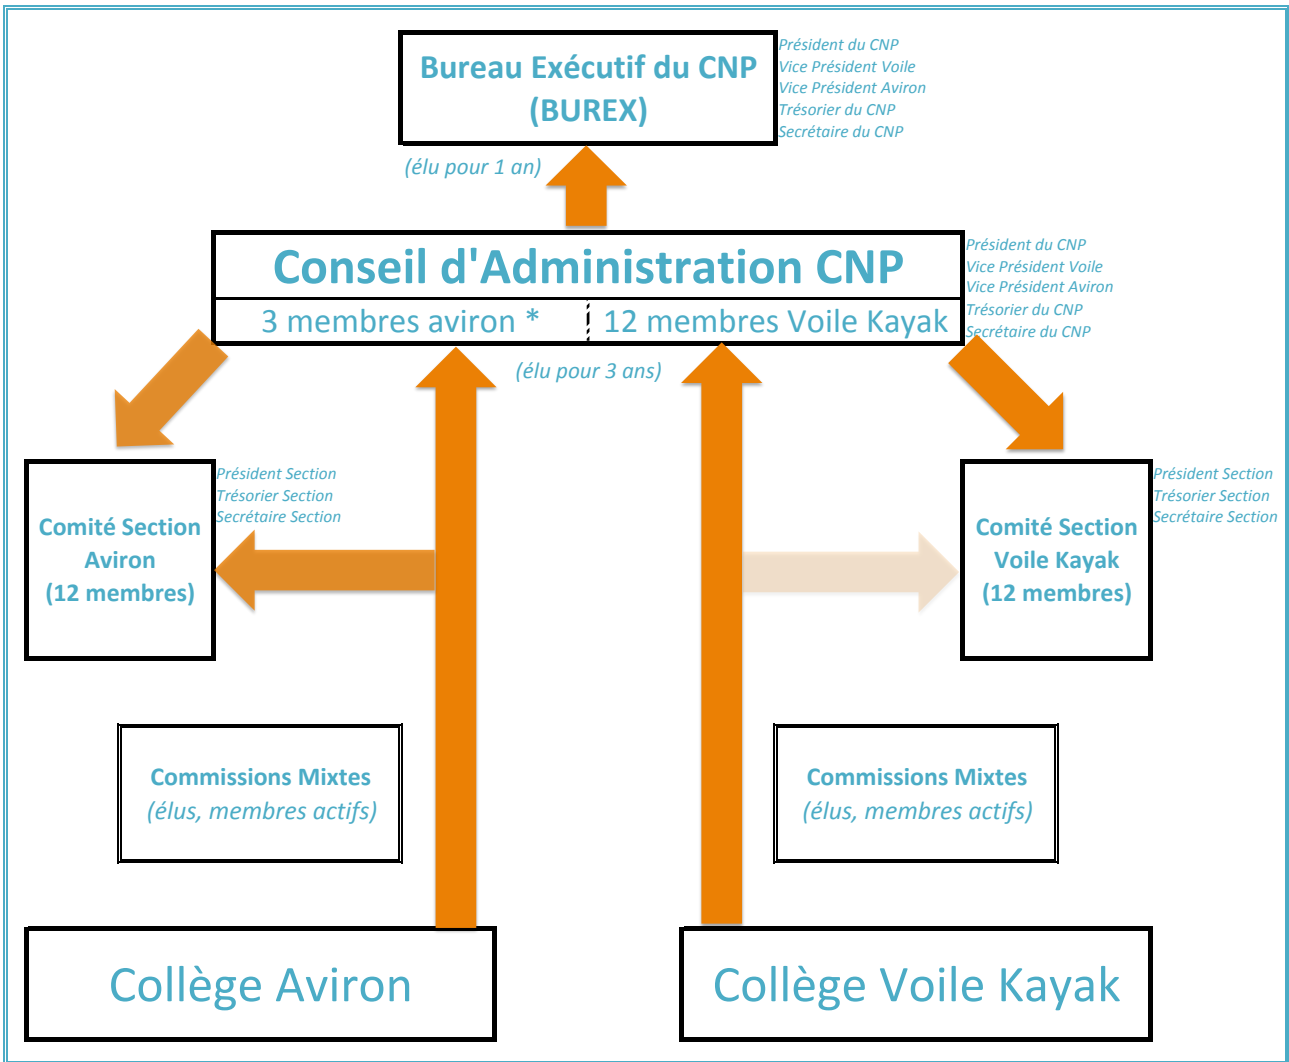 Bureau Exécutif du CNP
(BUREX)
Président du CNP
Vice Président Voile
Vice Président Aviron
Trésorier du CNP
Secrétaire du CNP
(élu pour 1 an)
Conseil d'Administration CNP
3 membres aviron *
12 membres Voile Kayak
Président du CNP
Vice Président Voile
Vice Président Aviron
Trésorier du CNP
Secrétaire du CNP
(élu pour 3 ans)
Comité Section
Aviron
(12 membres)
Président Section
Trésorier Section
Secrétaire Section
Comité Section
Voile Kayak
(12 membres)
Président Section
Trésorier Section
Secrétaire Section
Commissions Mixtes
(élus, membres actifs)
Commissions Mixtes
(élus, membres actifs)
Collège Aviron
Collège Voile Kayak